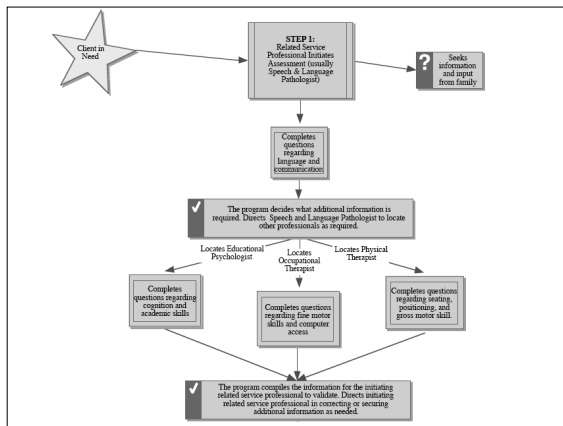 Client in
Need
STEP 1:
Related Service
Professional Initiates
Assessment (usually
Speech & Language
Pathologist)
?
Seeks
information
and input
from family
Completes
questions
regarding
language and
communication
The program decides what additional information is
required. Directs Speech and Language Pathologist to locate
other professionals as required.
Locates Educational
Psychologist
Locates
Occupational
Therapist
Locates Physical
Therapist
Completes questions
regarding cognition and
academic skills
Completes questions
regarding fine motor
skills and computer
access
Completes questions
regarding seating,
positioning, and
gross motor skill.
The program compiles the information for the initiating
related service professional to validate. Directs initiating
related service professional in correcting or securing
additional information as needed.